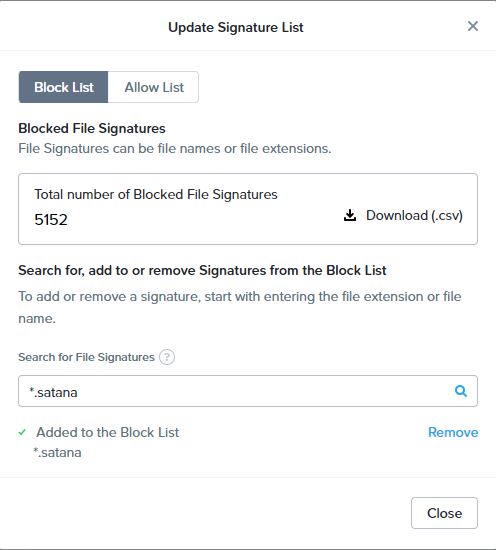 Update Signature List
Block List
Allow List
Blocked File Signatures
File Signatures can be file names or file extensions.
Total number of Blocked File Signatures
5152
Download (.csv)
Search for, add to or remove Signatures from the Block List
To add or remove a signature, start with entering the file extension or file
name.
Search for File Signatures ?
*.satana
Added to the Block List
Remove
*.satana
Close